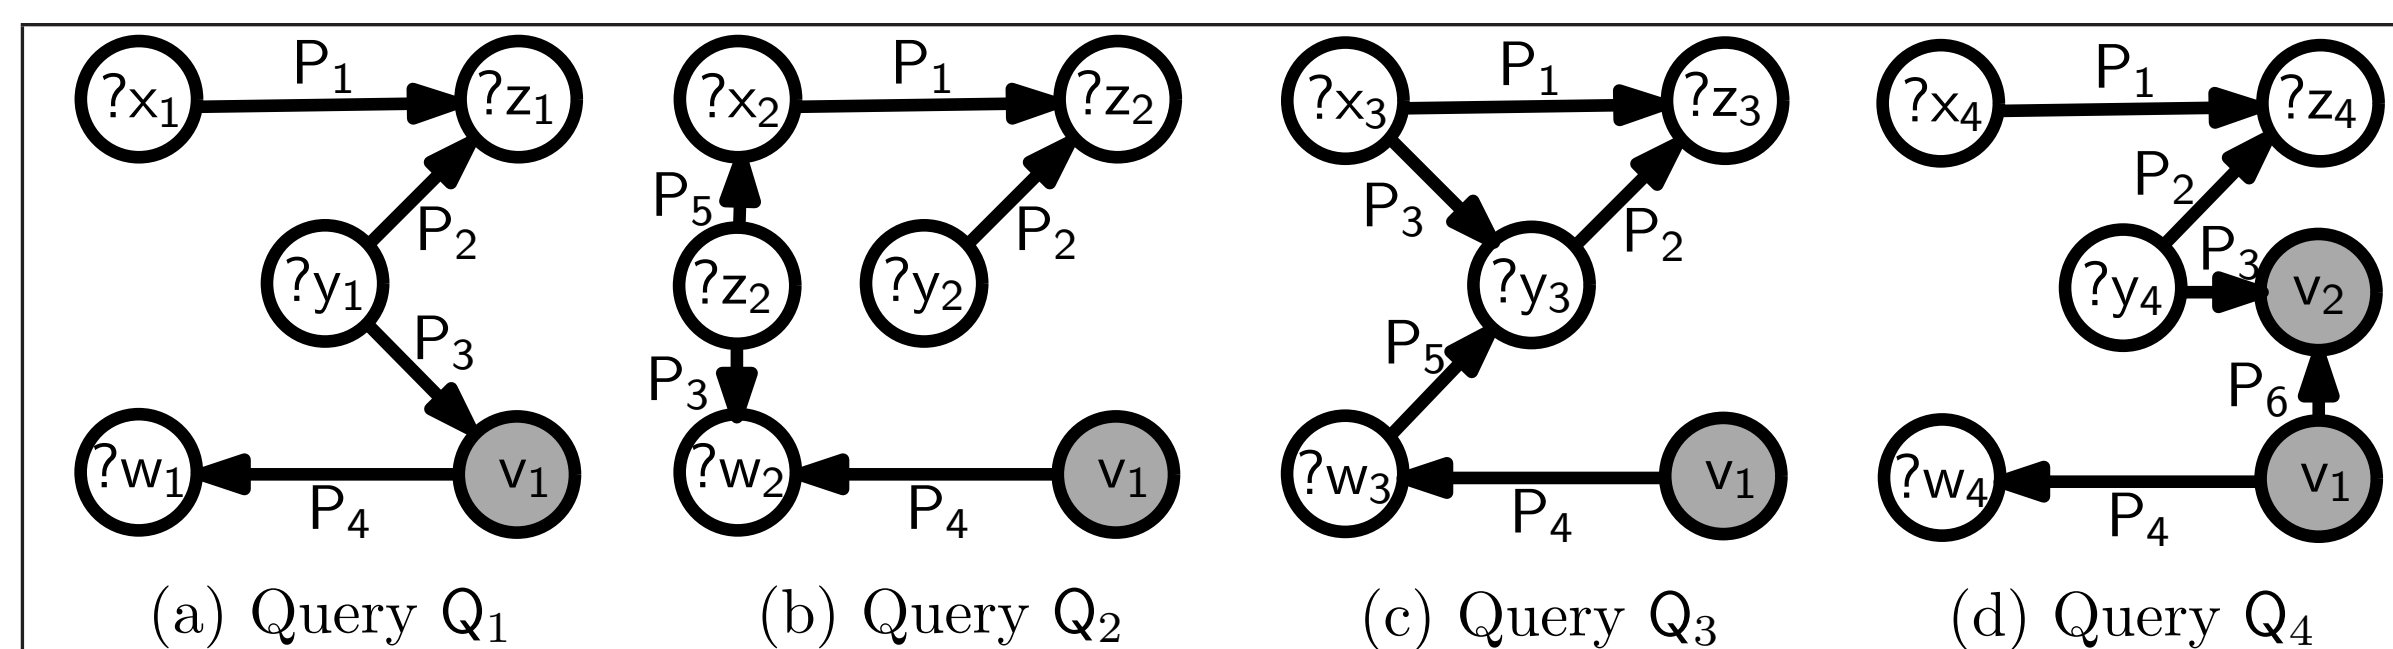 ?x₁ P₁ ?z₁
P₂
?y₁
P₃
?w₁ P₄ v₁
(a) Query Q₁
?x₂ P₁ ?z₂
P₅ P₂
?z₂ ?y₂
P₃
?w₂ P₄ v₁
(b) Query Q₂
?x₃ P₁ ?z₃
P₃ P₂
?y₃
P₅
?w₃ P₄ v₁
(c) Query Q₃
?x₄ P₁ ?z₄
P₂
P₃
?y₄ v₂
P₆
?w₄ P₄ v₁
(d) Query Q₄